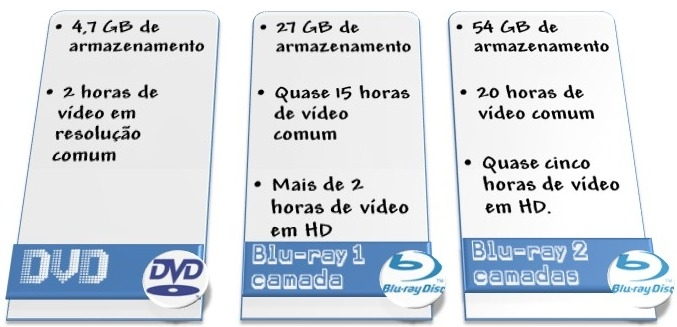 • 4,7 GB de
armazenamento
• 2 horas de
vídeo em
resolução
comum
DVD
DVD
• 27 GB de
armazenamento
• Quase 15 horas
de vídeo
comum
• Mais de 2
horas de vídeo
em HD
Blu-ray 1
camada
Blu-ray Disc
• 54 GB de
armazenamento
• 20 horas de
vídeo comum
• Quase cinco
horas de vídeo
em HD.
Blu-ray 2
camadas
Blu-ray Disc
TM